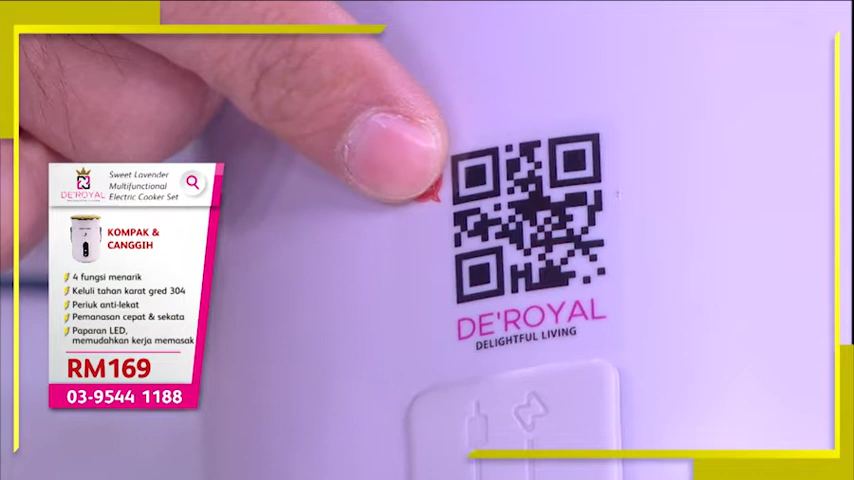 DE'ROYAL
Sweet Lavender
Multifunctional
Electric Cooker Set
KOMPAK &
CANGGIH
4 fungsi menarik
Keluli tahan karat gred 304
Periuk anti-lekat
Pemanasan cepat & sekata
Paparan LED,
memudahkan kerja memasak
RM169
03-9544 1188
DE'ROYAL
DELIGHTFUL LIVING